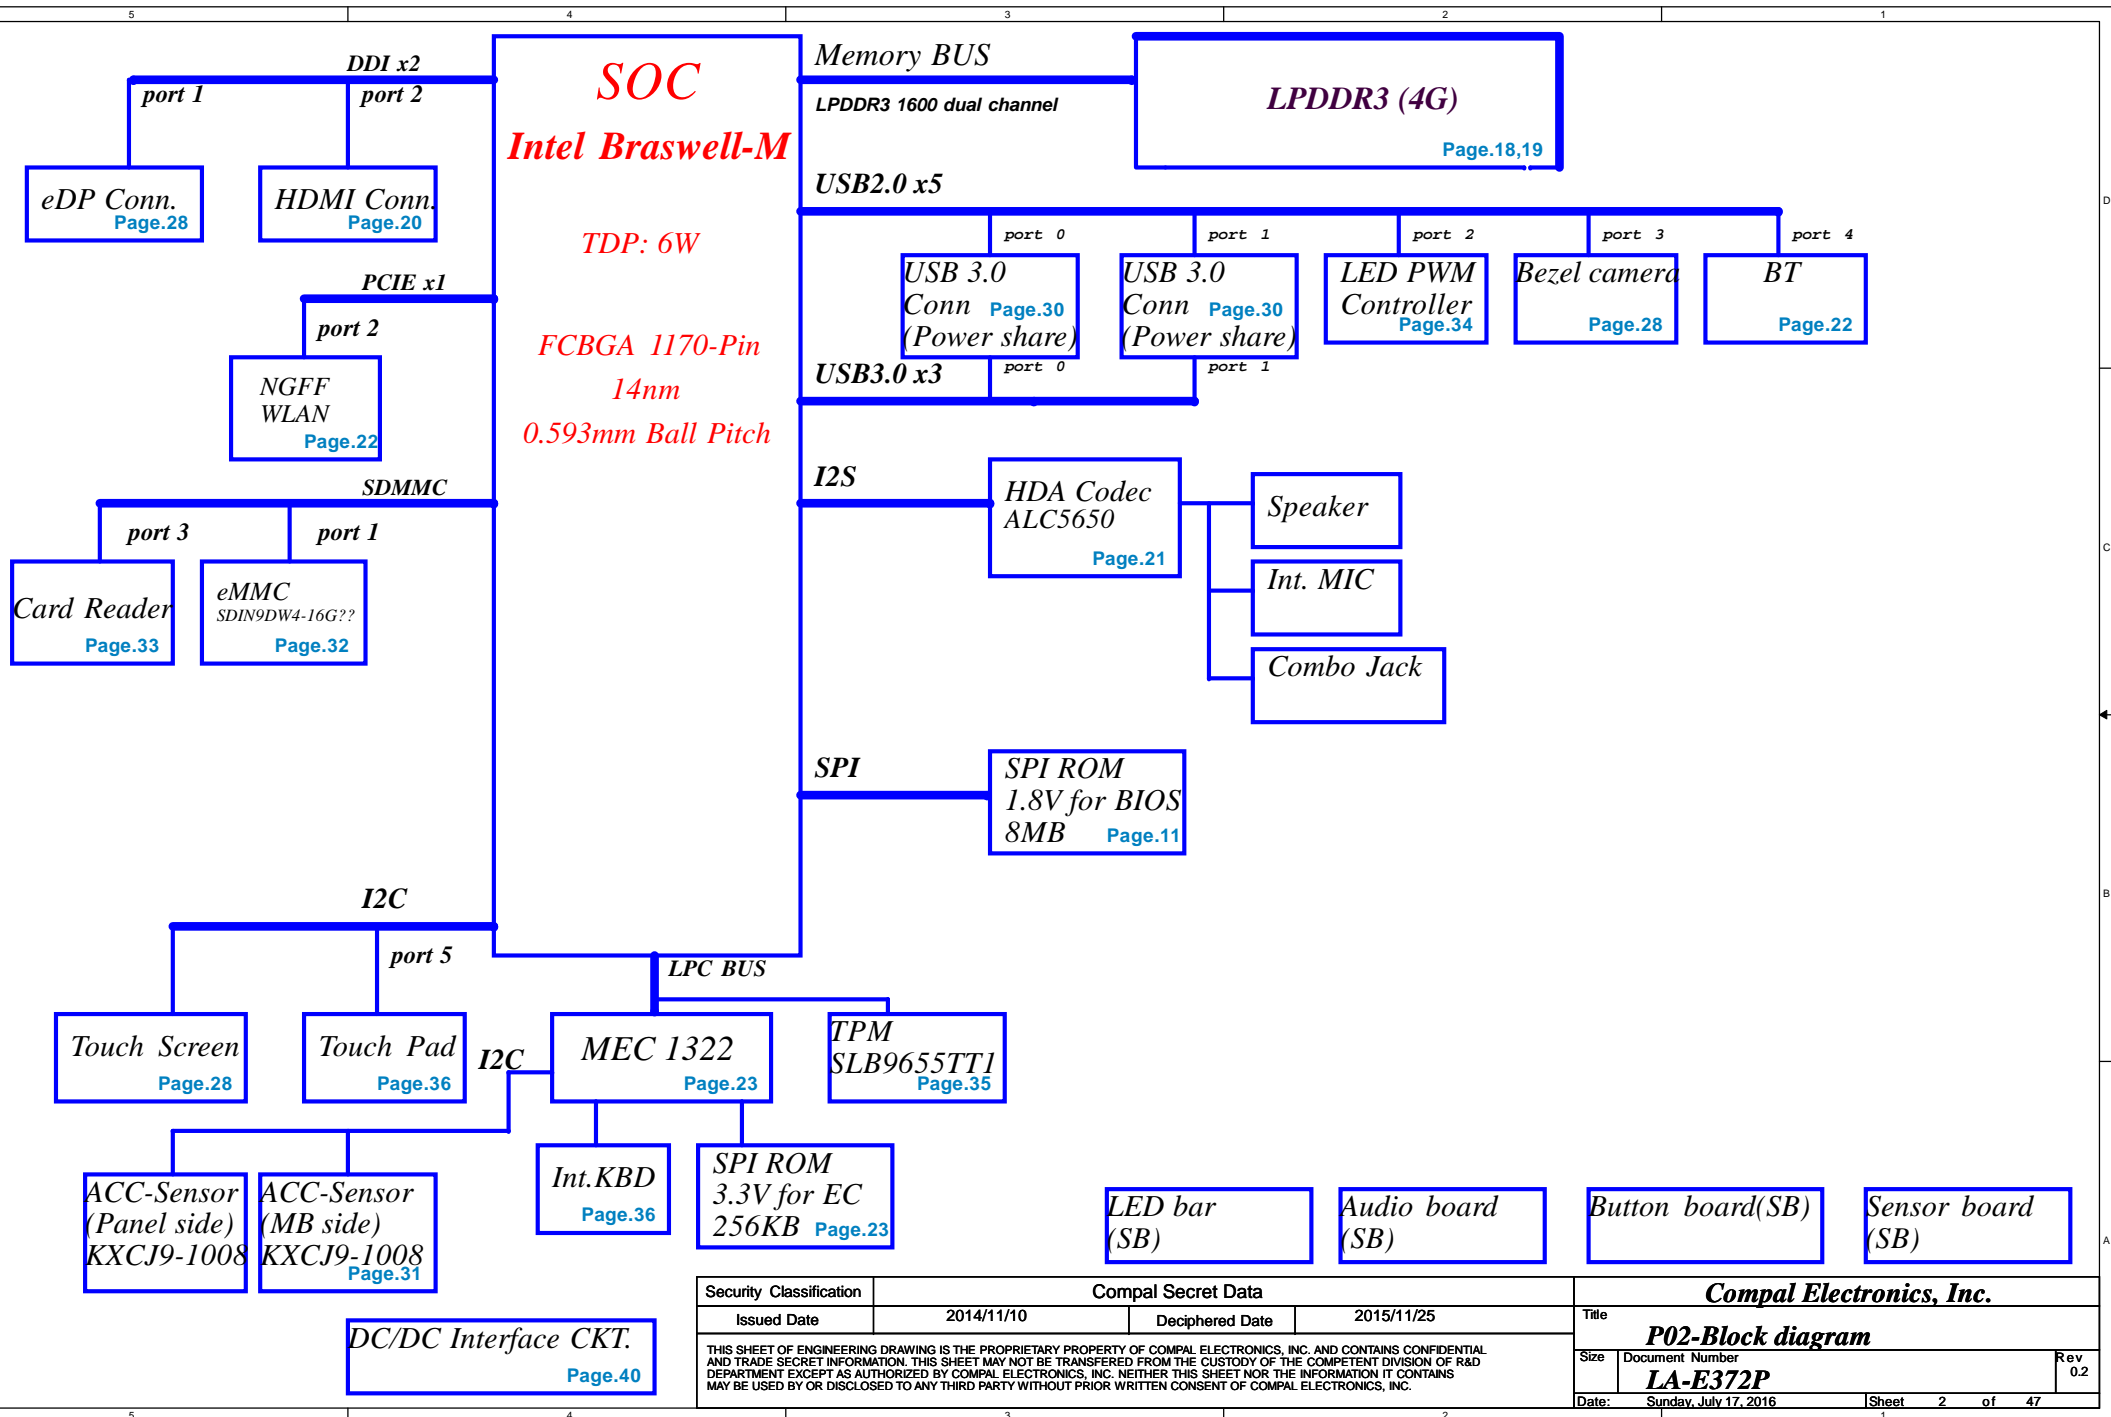 5 4 3 2 1
DDI x2
port 1
port 2
eDP Conn.
Page.28
HDMI Conn.
Page.20
PCIE x1
port 2
NGFF
WLAN
Page.22
SDMMC
port 3
port 1
Card Reader
Page.33
eMMC
SDIN9DW4-16G??
Page.32
I2C
port 5
Touch Screen
Page.28
Touch Pad
Page.36
SOC
Intel Braswell-M
TDP: 6W
FCBGA 1170-Pin
14nm
0.593mm Ball Pitch
Memory BUS
LPDDR3 1600 dual channel
LPDDR3 (4G)
Page.18,19
USB2.0 x5
port 0
port 1
port 2
port 3
port 4
USB 3.0
Conn Page.30
(Power share)
USB 3.0
Conn Page.30
(Power share)
LED PWM
Controller
Page.34
Bezel camera
Page.28
BT
Page.22
USB3.0 x3
port 0
port 1
I2S
HDA Codec
ALC5650
Page.21
Speaker
Int. MIC
Combo Jack
SPI
SPI ROM
1.8V for BIOS
8MB Page.11
LPC BUS
MEC 1322
Page.23
TPM
SLB9655TT1
Page.35
I2C
ACC-Sensor
(Panel side)
KXCJ9-1008
ACC-Sensor
(MB side)
KXCJ9-1008
Page.31
Int.KBD
Page.36
SPI ROM
3.3V for EC
256KB Page.23
LED bar
(SB)
Audio board
(SB)
Button board(SB)
Sensor board
(SB)
DC/DC Interface CKT.
Page.40
D
C
B
A
Security Classification
Compal Secret Data
Issued Date
2014/11/10
Deciphered Date
2015/11/25
THIS SHEET OF ENGINEERING DRAWING IS THE PROPRIETARY PROPERTY OF COMPAL ELECTRONICS, INC. AND CONTAINS CONFIDENTIAL
AND TRADE SECRET INFORMATION. THIS SHEET MAY NOT BE TRANSFERED FROM THE CUSTODY OF THE COMPETENT DIVISION OF R&D
DEPARTMENT EXCEPT AS AUTHORIZED BY COMPAL ELECTRONICS, INC. NEITHER THIS SHEET NOR THE INFORMATION IT CONTAINS
MAY BE USED BY OR DISCLOSED TO ANY THIRD PARTY WITHOUT PRIOR WRITTEN CONSENT OF COMPAL ELECTRONICS, INC.
Compal Electronics, Inc.
Title
P02-Block diagram
Size
Document Number
LA-E372P
Rev
0.2
Date: Sunday, July 17, 2016
Sheet 2 of 47
5 4 3 2 1